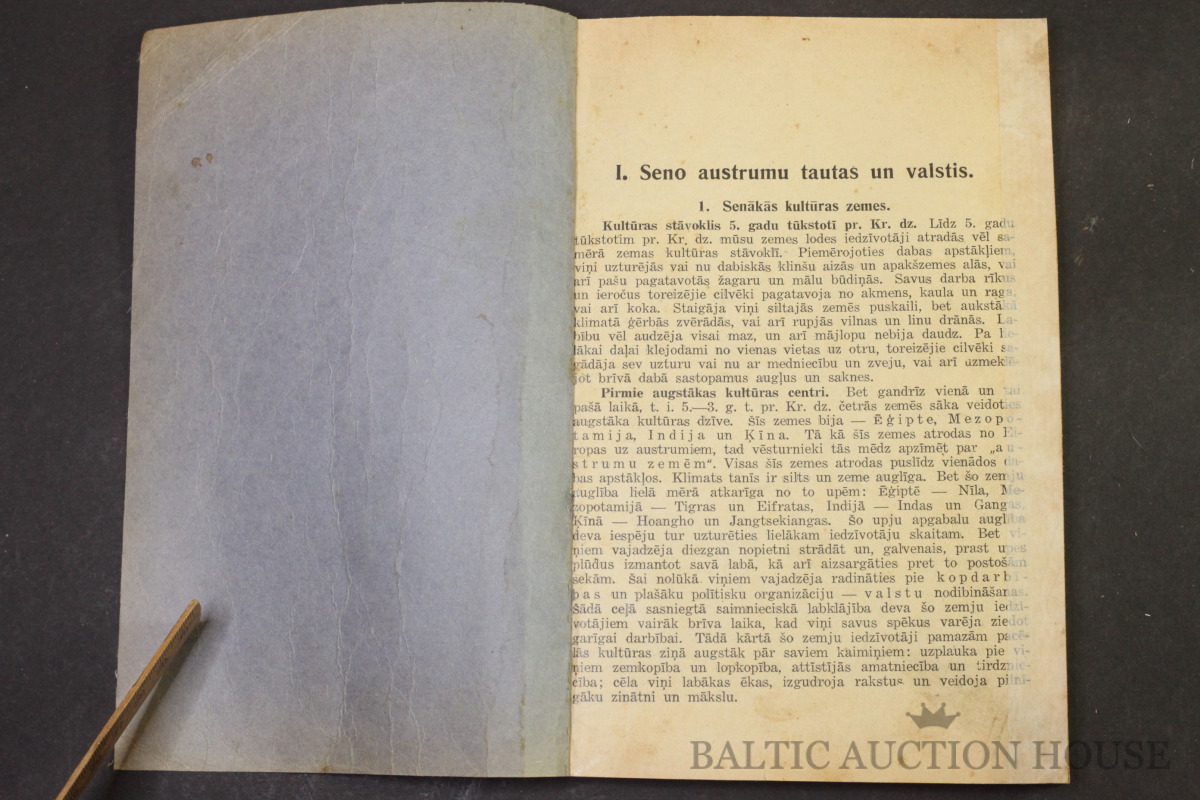 I. Seno austrumu tautas un valstis.
1. Senākās kultūras zemes.
Kultūras stāvoklis 5. gadu tūkstotī pr. Kr. dz. Līdz 5. gadu
tūkstotim pr. Kr. dz. mūsu zemes lodes iedzīvotāji atradās vēl sa-
mērā zemas kultūras stāvoklī. Piemērojoties dabas apstākļiem,
viņi uzturējās vai nu dabiskās klinšu aizās un apakšzemes alās, vai
arī pašu pagatavotās žagaru un mālu būdiņās. Savus darba rīkus
un ieročus toreizējie cilvēki pagatavoja no akmens, kaula un raga,
vai arī koka. Staigāja viņi siltajās zemēs puskaili, bet aukstākā
klimatā ģērbās zvērādās, vai arī rupjās vilnas un linu drānās. La-
bību vēl audzēja visai maz, un arī mājlopu nebija daudz. Pa lie-
lākai daļai klejodami no vienas vietas uz otru, toreizējie cilvēki sa-
gādāja sev uzturu vai nu ar medniecību un zveju, vai arī uzmeklē-
jot brīvā dabā sastopamus augļus un saknes.
Pirmie augstākas kultūras centri. Bet gandrīz vienā un tai
pašā laikā, t. i. 5.—3. g. t. pr. Kr. dz. četrās zemēs sāka veidoties
augstāka kultūras dzīve. Šīs zemes bija — Ēģipte, Mezopo-
tamija, Indija un Ķīna. Tā kā šīs zemes atrodas no Ei-
ropas uz austrumiem, tad vēsturnieki tās mēdz apzīmēt par „au-
strumu zemēm“. Visas šīs zemes atrodas puslīdz vienādos da-
bas apstākļos. Klimats tanīs ir silts un zeme auglīga. Bet šo zemju
auglība lielā mērā atkarīga no to upēm: Ēģiptē — Nīla, Me-
zopotamijā — Tigras un Eifratas, Indijā — Indas un Gangas,
Ķīnā — Hoangho un Jangtsekiangas. Šo upju apgabalu auglība
deva iespēju tur uzturēties lielākam iedzīvotāju skaitam. Bet vi-
ņiem vajadzēja diezgan nopietni strādāt un, galvenais, prast upes
plūdus izmantot savā labā, kā arī aizsargāties pret to postošām
sekām. Šai nolūkā viņiem vajadzēja radināties pie kopdarbī-
bas un plašāku polītisku organizāciju — valstu nodibināšanas.
Šādā ceļā sasniegtā saimnieciskā labklājība deva šo zemju iedzī-
votājiem vairāk brīva laika, kad viņi savus spēkus varēja ziedot
garīgai darbībai. Tādā kārtā šo zemju iedzīvotāji pamazām pacē-
lās kultūras ziņā augstāk pār saviem kaimiņiem: uzplauka pie vi-
ņiem zemkopība un lopkopība, attīstījās amatniecība un tirdznie-
cība; cēla viņi labākas ēkas, izgudroja rakstus un veidoja pilnī-
gāku zinātni un mākslu.
BALTIC AUCTION HOUSE